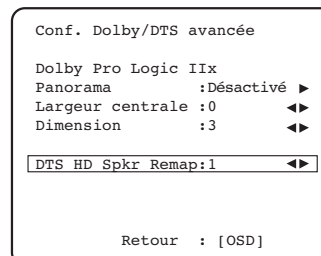 Conf. Dolby/DTS avancée
Dolby Pro Logic IIx
Panorama :Désactivé ▶
Largeur centrale :0 ◀▶
Dimension :3 ◀▶
DTS HD Spkr Remap:1 ◀▶
Retour : [OSD]